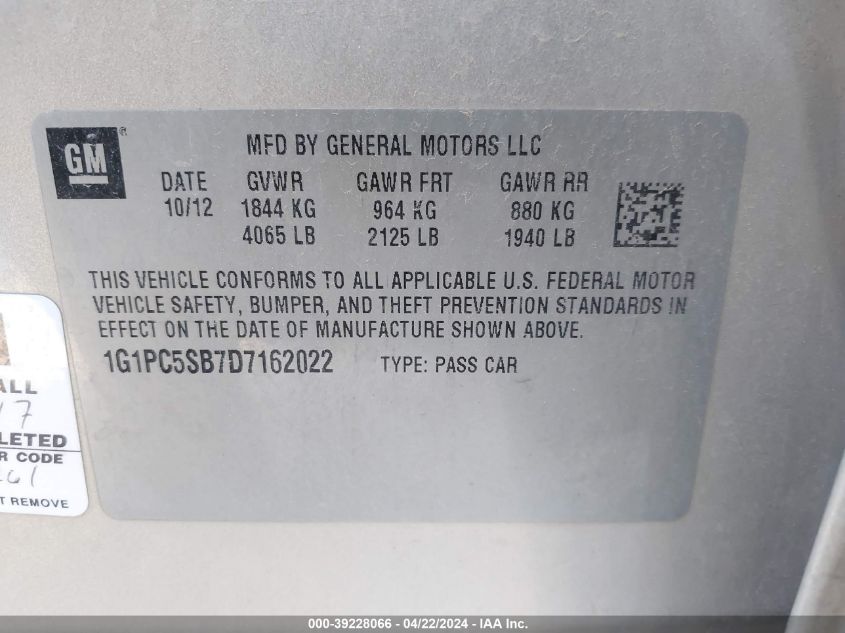 GM ®
MFD BY GENERAL MOTORS LLC
DATE GVWR GAWR FRT GAWR RR
10/12 1844 KG 964 KG 880 KG
4065 LB 2125 LB 1940 LB
THIS VEHICLE CONFORMS TO ALL APPLICABLE U.S. FEDERAL MOTOR
VEHICLE SAFETY, BUMPER, AND THEFT PREVENTION STANDARDS IN
EFFECT ON THE DATE OF MANUFACTURE SHOWN ABOVE.
1G1PC5SB7D7162022 TYPE: PASS CAR
ALL
17
LETED
R CODE
261
T REMOVE
000-39228066 - 04/22/2024 - IAA Inc.